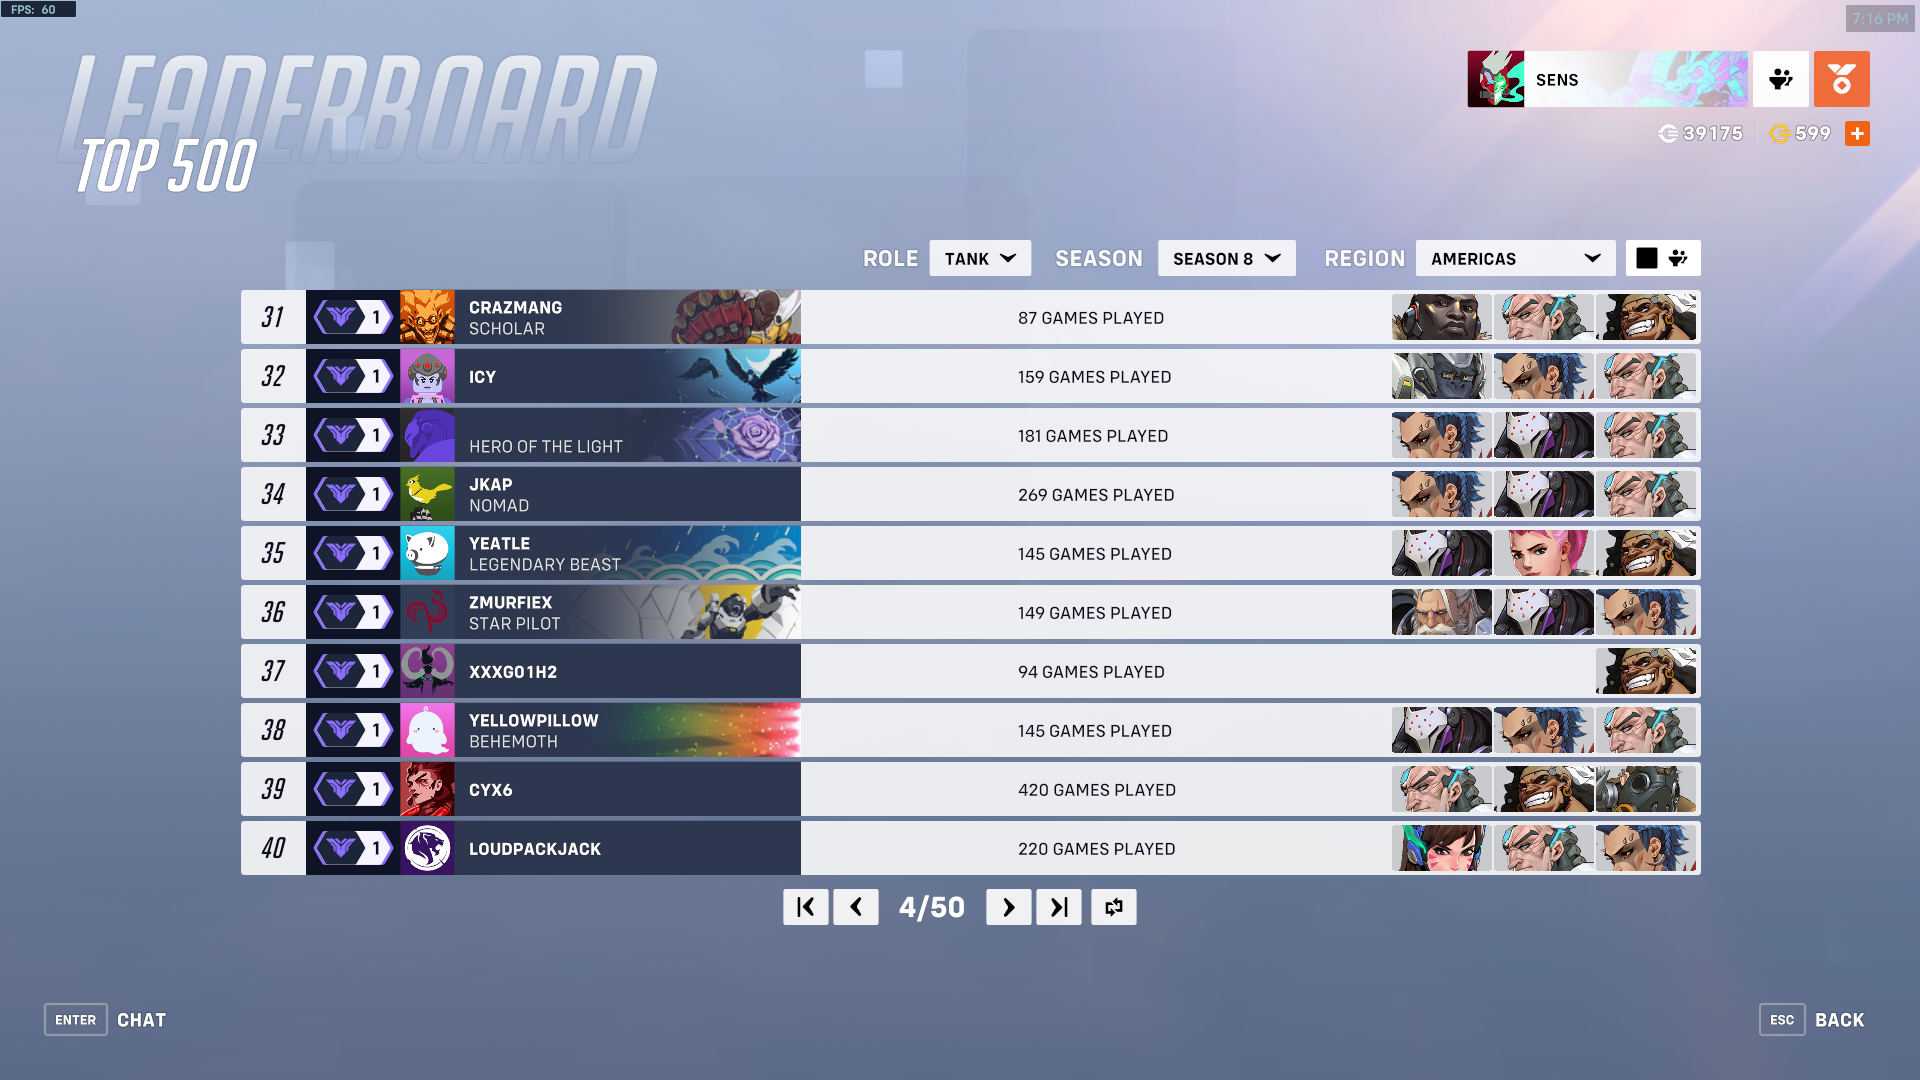 FPS: 60
7:16 PM
LEADERBOARD
TOP 500
SENS
39175 599
ROLE TANK SEASON SEASON 8 REGION AMERICAS
31 1 CRAZMANG 87 GAMES PLAYED
SCHOLAR
32 1 ICY 159 GAMES PLAYED
33 1 HERO OF THE LIGHT 181 GAMES PLAYED
34 1 JKAP 269 GAMES PLAYED
NOMAD
35 1 YEATLE 145 GAMES PLAYED
LEGENDARY BEAST
36 1 ZMURFIEX 149 GAMES PLAYED
STAR PILOT
37 1 XXXG01H2 94 GAMES PLAYED
38 1 YELLOWPILLOW 145 GAMES PLAYED
BEHEMOTH
39 1 CYX6 420 GAMES PLAYED
40 1 LOUDPACKJACK 220 GAMES PLAYED
4/50
ENTER CHAT
ESC BACK